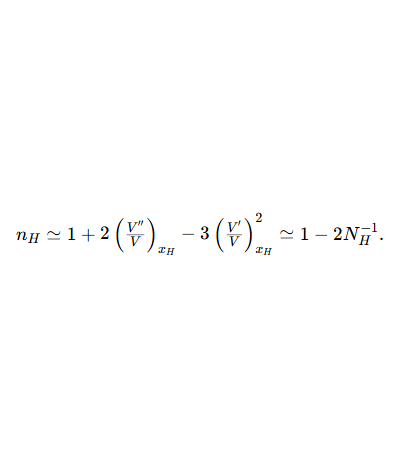 n_H ≃ 1 + 2 (V''/V)_{x_H} − 3 (V'/V)^2_{x_H} ≃ 1 − 2N_H^{−1}.